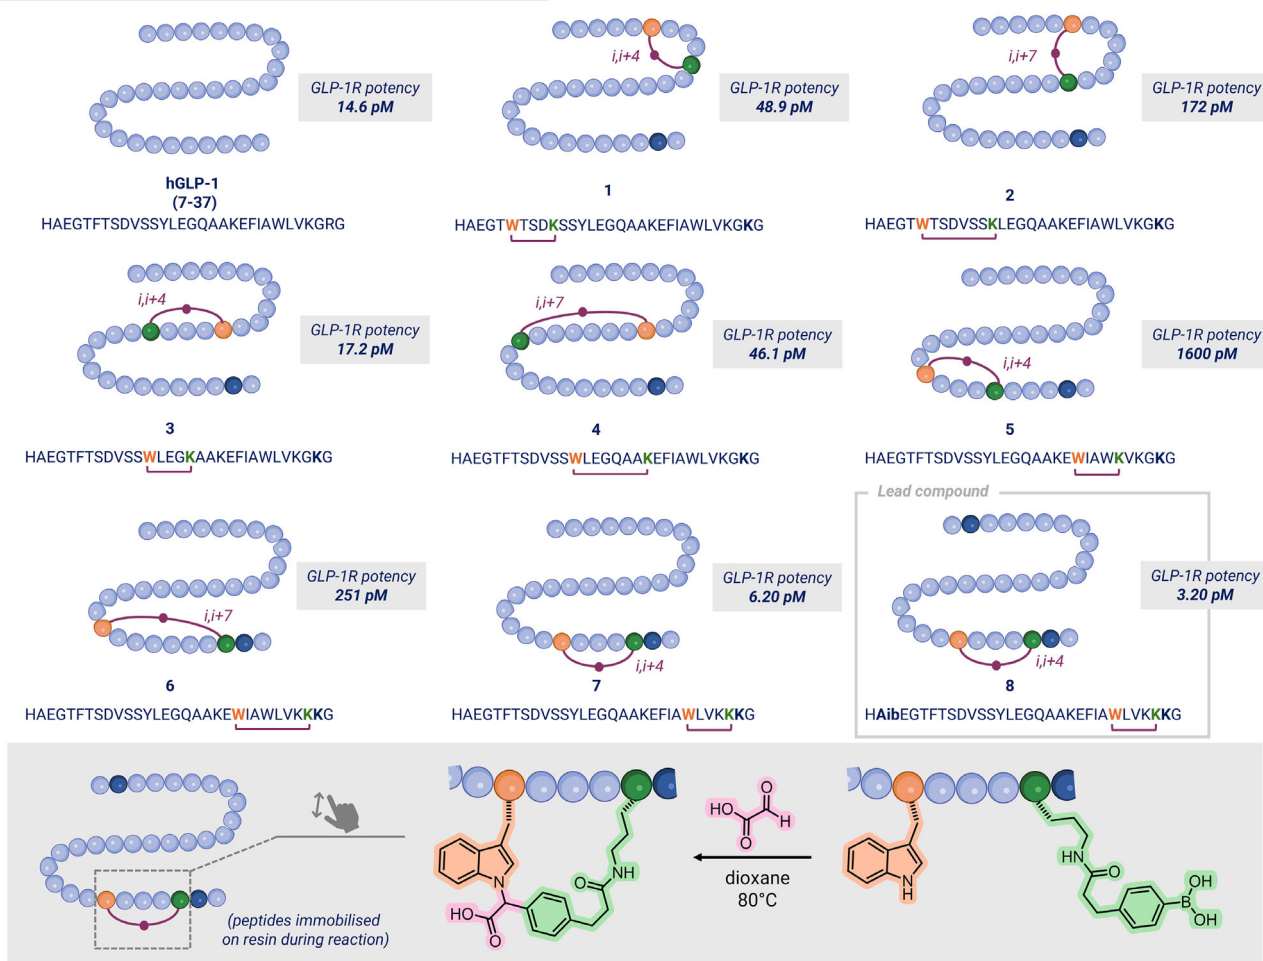 GLP-1R potency
14.6 pM
hGLP-1
(7-37)
HAEGTFTSDVSSYLEGQAAKEFIAWLVKGRG
i,i+4
GLP-1R potency
48.9 pM
1
HAEGTWTSDKSSYLEGQAAKEFIAWLVKGKG
i,i+7
GLP-1R potency
172 pM
2
HAEGTWTSDVSSKLEGQAAKEFIAWLVKGKG
i,i+4
GLP-1R potency
17.2 pM
3
HAEGTFTSDVSSWLEGKAAKEFIAWLVKGKG
i,i+7
GLP-1R potency
46.1 pM
4
HAEGTFTSDVSSWLEGQAAKEFIAWLVKGKG
i,i+4
GLP-1R potency
1600 pM
5
HAEGTFTSDVSSYLEGQAAKEWIAWKVKGKG
i,i+7
GLP-1R potency
251 pM
6
HAEGTFTSDVSSYLEGQAAKEWIAWLVKKKG
i,i+4
GLP-1R potency
6.20 pM
7
HAEGTFTSDVSSYLEGQAAKEFIAWLVKKKG
Lead compound
i,i+4
GLP-1R potency
3.20 pM
8
HAibEGTFTSDVSSYLEGQAAKEFIAWLVKKKG
(peptides immobilised
on resin during reaction)
N
HO
O
O
NH
HO
O
O
H
dioxane
80°C
N
H
HN
O
B
OH
OH